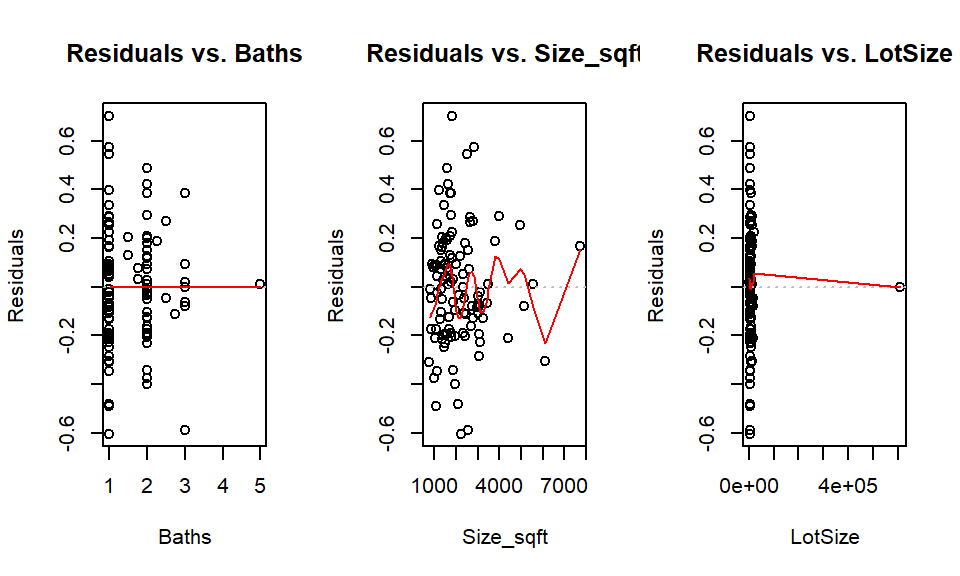 Residuals vs. Baths
Residuals
0.6
0.4
0.2
-0.2
-0.6
1 2 3 4 5
Baths
Residuals vs. Size_sqft
Residuals
0.6
0.4
0.2
-0.2
-0.6
1000 4000 7000
Size_sqft
Residuals vs. LotSize
Residuals
0.6
0.4
0.2
-0.2
-0.6
0e+00 4e+05
LotSize